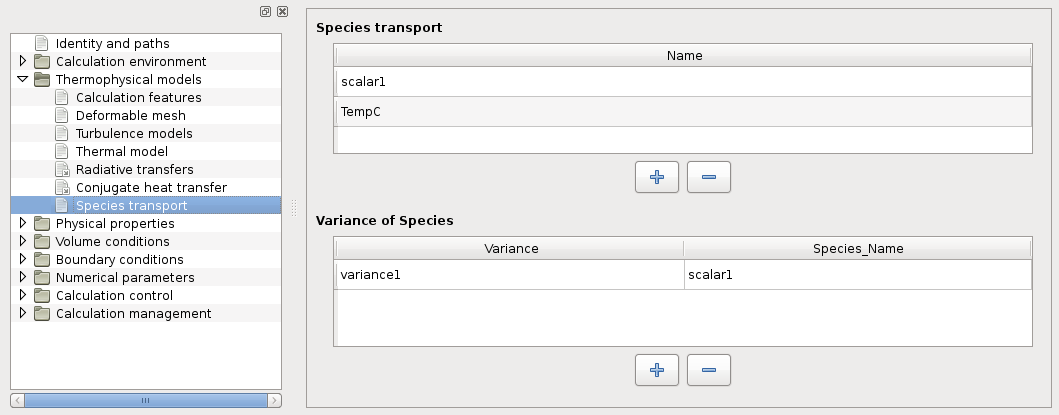 Identity and paths
Calculation environment
Thermophysical models
Calculation features
Deformable mesh
Turbulence models
Thermal model
Radiative transfers
Conjugate heat transfer
Species transport
Physical properties
Volume conditions
Boundary conditions
Numerical parameters
Calculation control
Calculation management
Species transport
Name
scalar1
TempC
Variance of Species
Variance Species_Name
variance1 scalar1